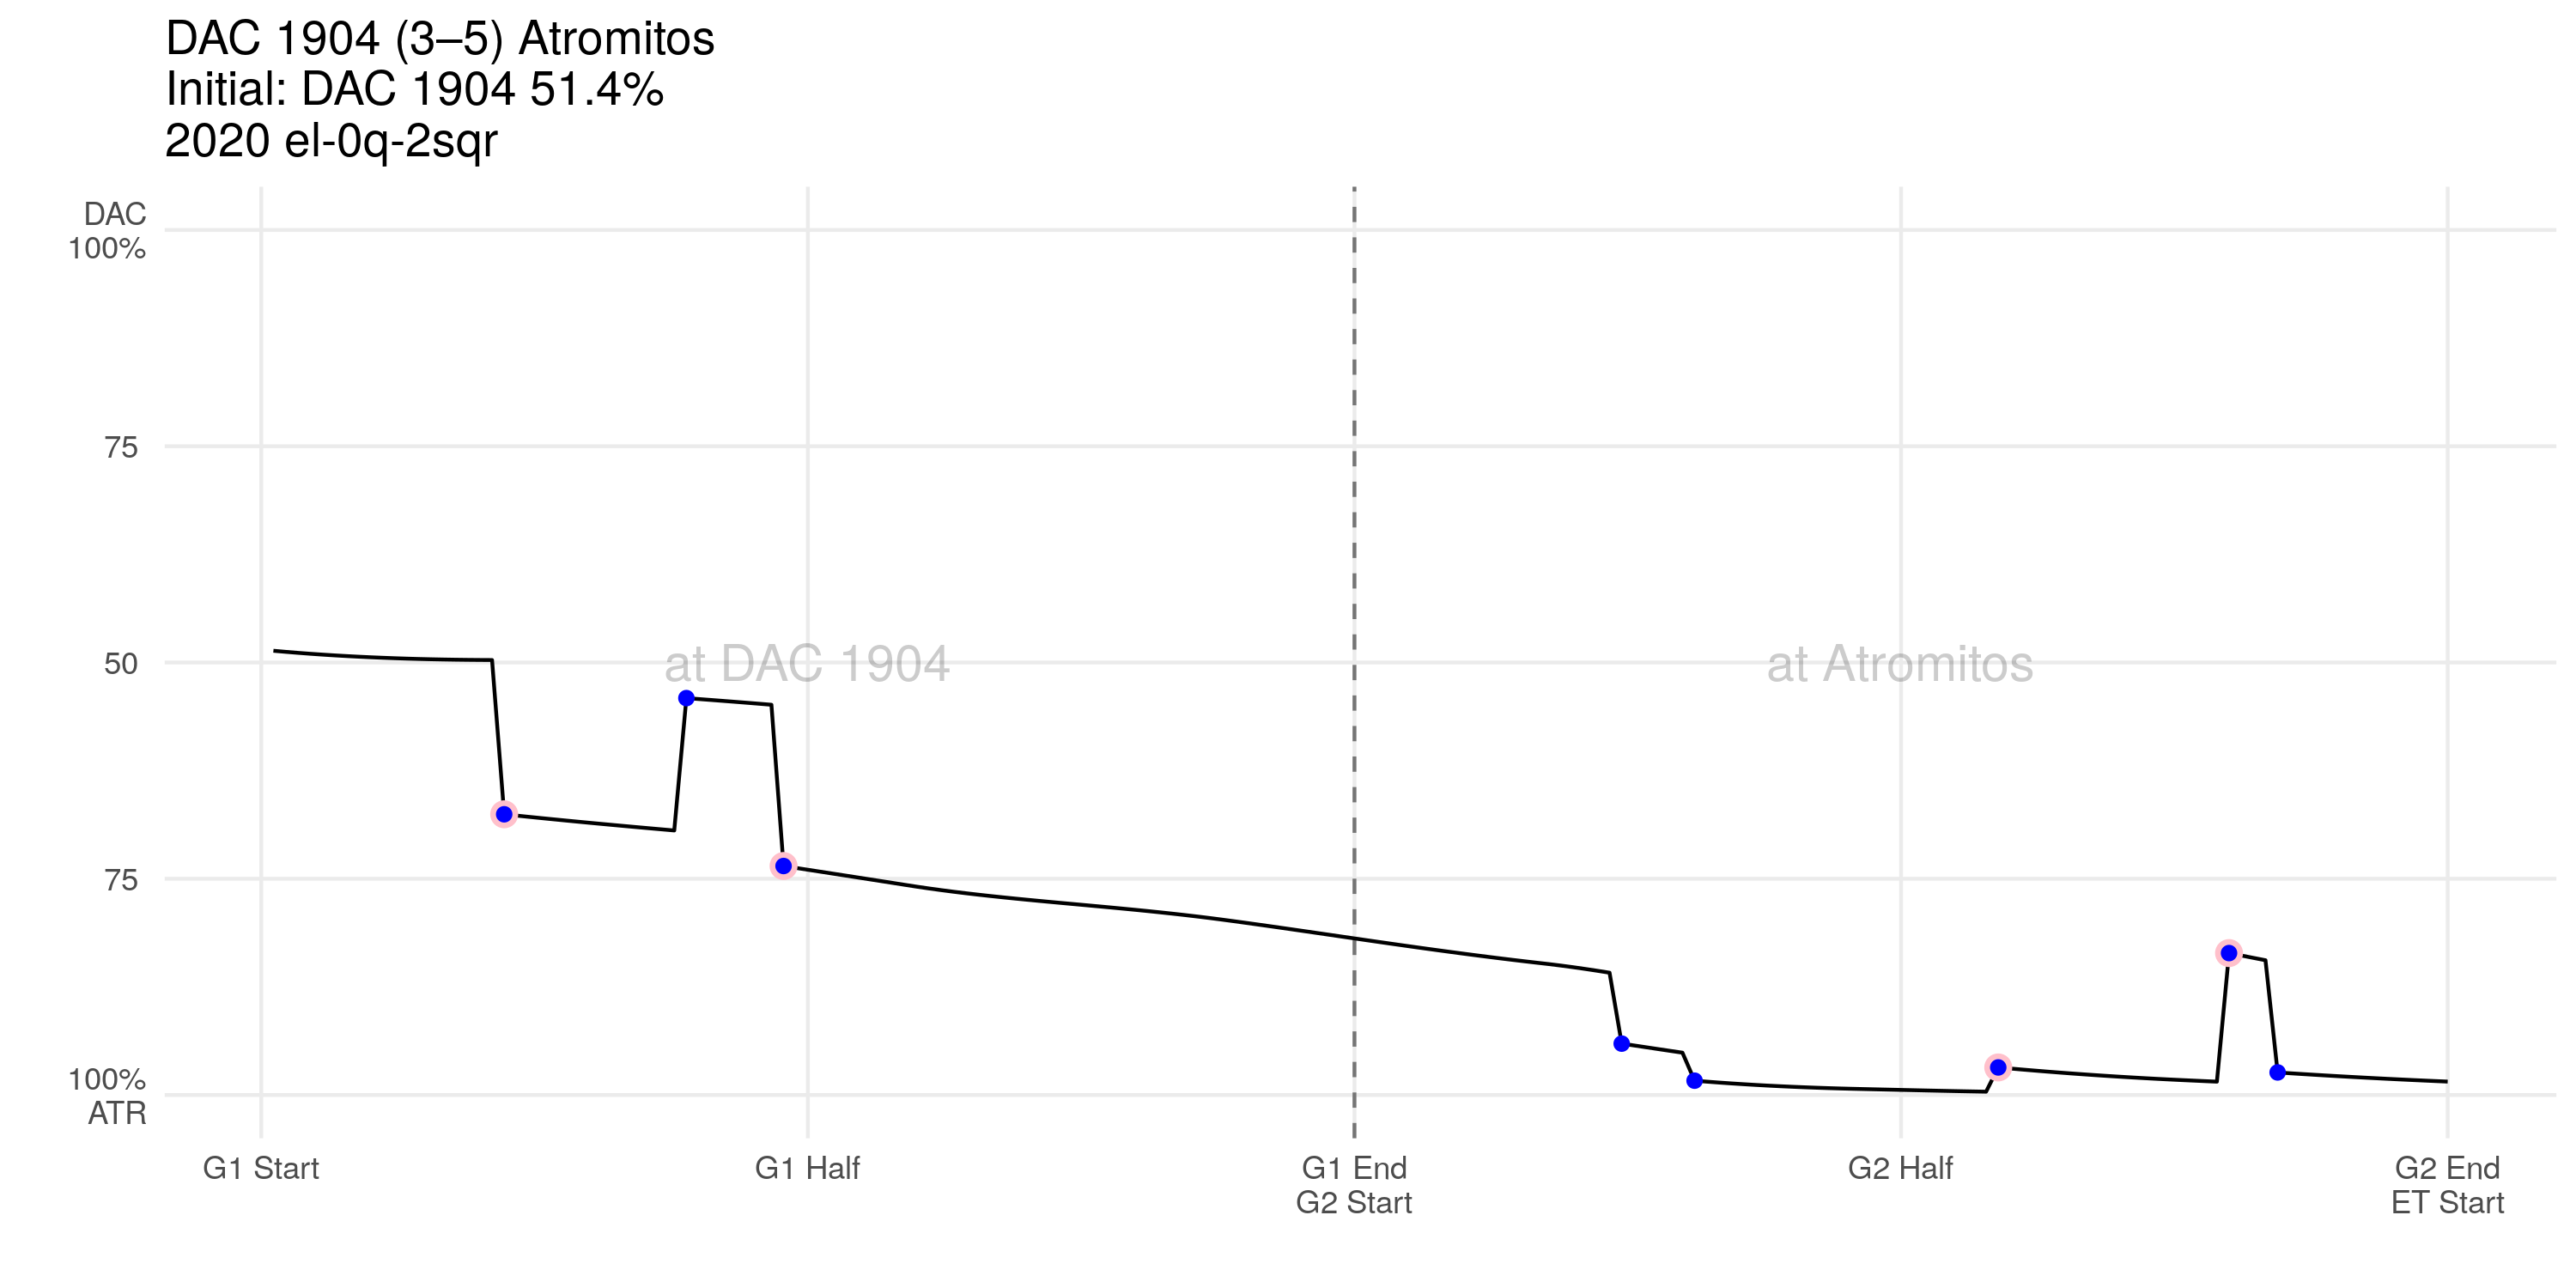 DAC 1904 (3–5) Atromitos
Initial: DAC 1904 51.4%
2020 el-0q-2sqr
DAC
100%
75
50
75
100%
ATR
at DAC 1904
at Atromitos
G1 Start
G1 Half
G1 End
G2 Start
G2 Half
G2 End
ET Start